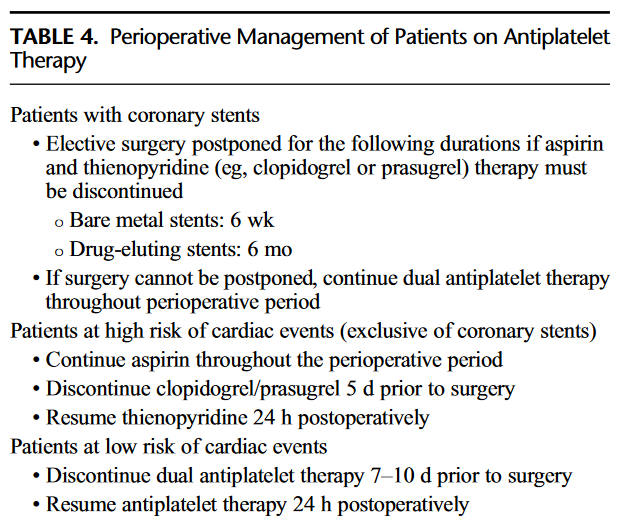 TABLE 4. Perioperative Management of Patients on Antiplatelet
Therapy
Patients with coronary stents
• Elective surgery postponed for the following durations if aspirin
and thienopyridine (eg, clopidogrel or prasugrel) therapy must
be discontinued
o Bare metal stents: 6 wk
o Drug-eluting stents: 6 mo
• If surgery cannot be postponed, continue dual antiplatelet therapy
throughout perioperative period
Patients at high risk of cardiac events (exclusive of coronary stents)
• Continue aspirin throughout the perioperative period
• Discontinue clopidogrel/prasugrel 5 d prior to surgery
• Resume thienopyridine 24 h postoperatively
Patients at low risk of cardiac events
• Discontinue dual antiplatelet therapy 7–10 d prior to surgery
• Resume antiplatelet therapy 24 h postoperatively